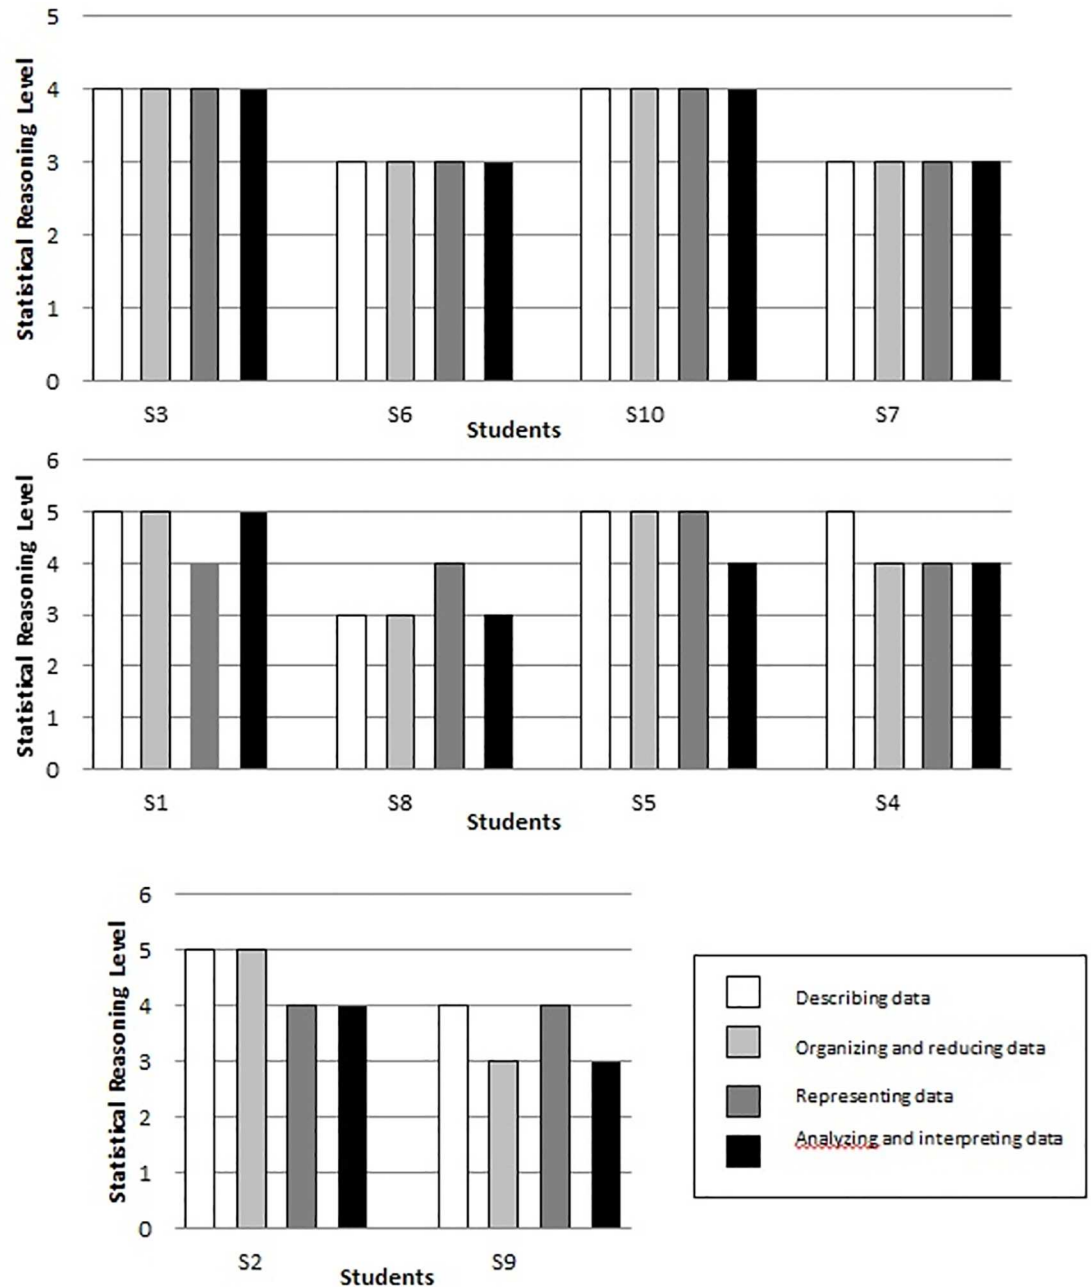 5
4
3
2
1
0
Statistical Reasoning Level
S3 S6 S10 S7
Students
6
5
4
3
2
1
0
Statistical Reasoning Level
S1 S8 S5 S4
Students
6
5
4
3
2
1
0
Statistical Reasoning Level
S2 S9
Students
Describing data
Organizing and reducing data
Representing data
Analyzing and interpreting data